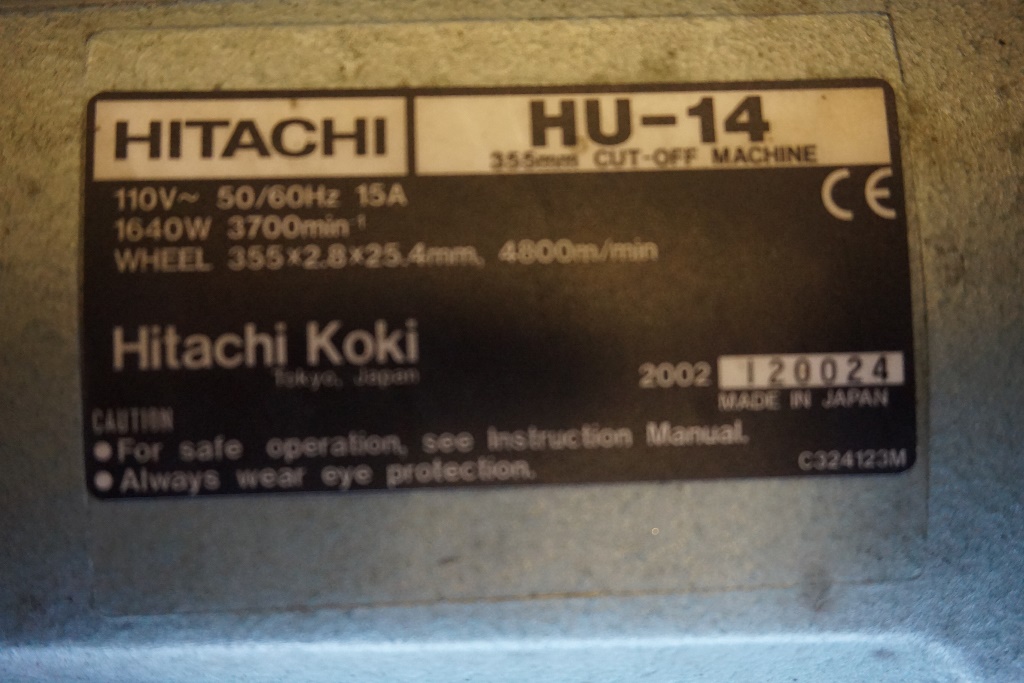 HITACHI
HU-14
355mm CUT-OFF MACHINE
110V~ 50/60Hz 15A
1640W 3700min⁻¹
WHEEL 355×2.8×25.4mm, 4800m/min
CE
Hitachi Koki
Tokyo, Japan
2002 120024
MADE IN JAPAN
CAUTION
●For safe operation, see Instruction Manual.
●Always wear eye protection.
C324123M